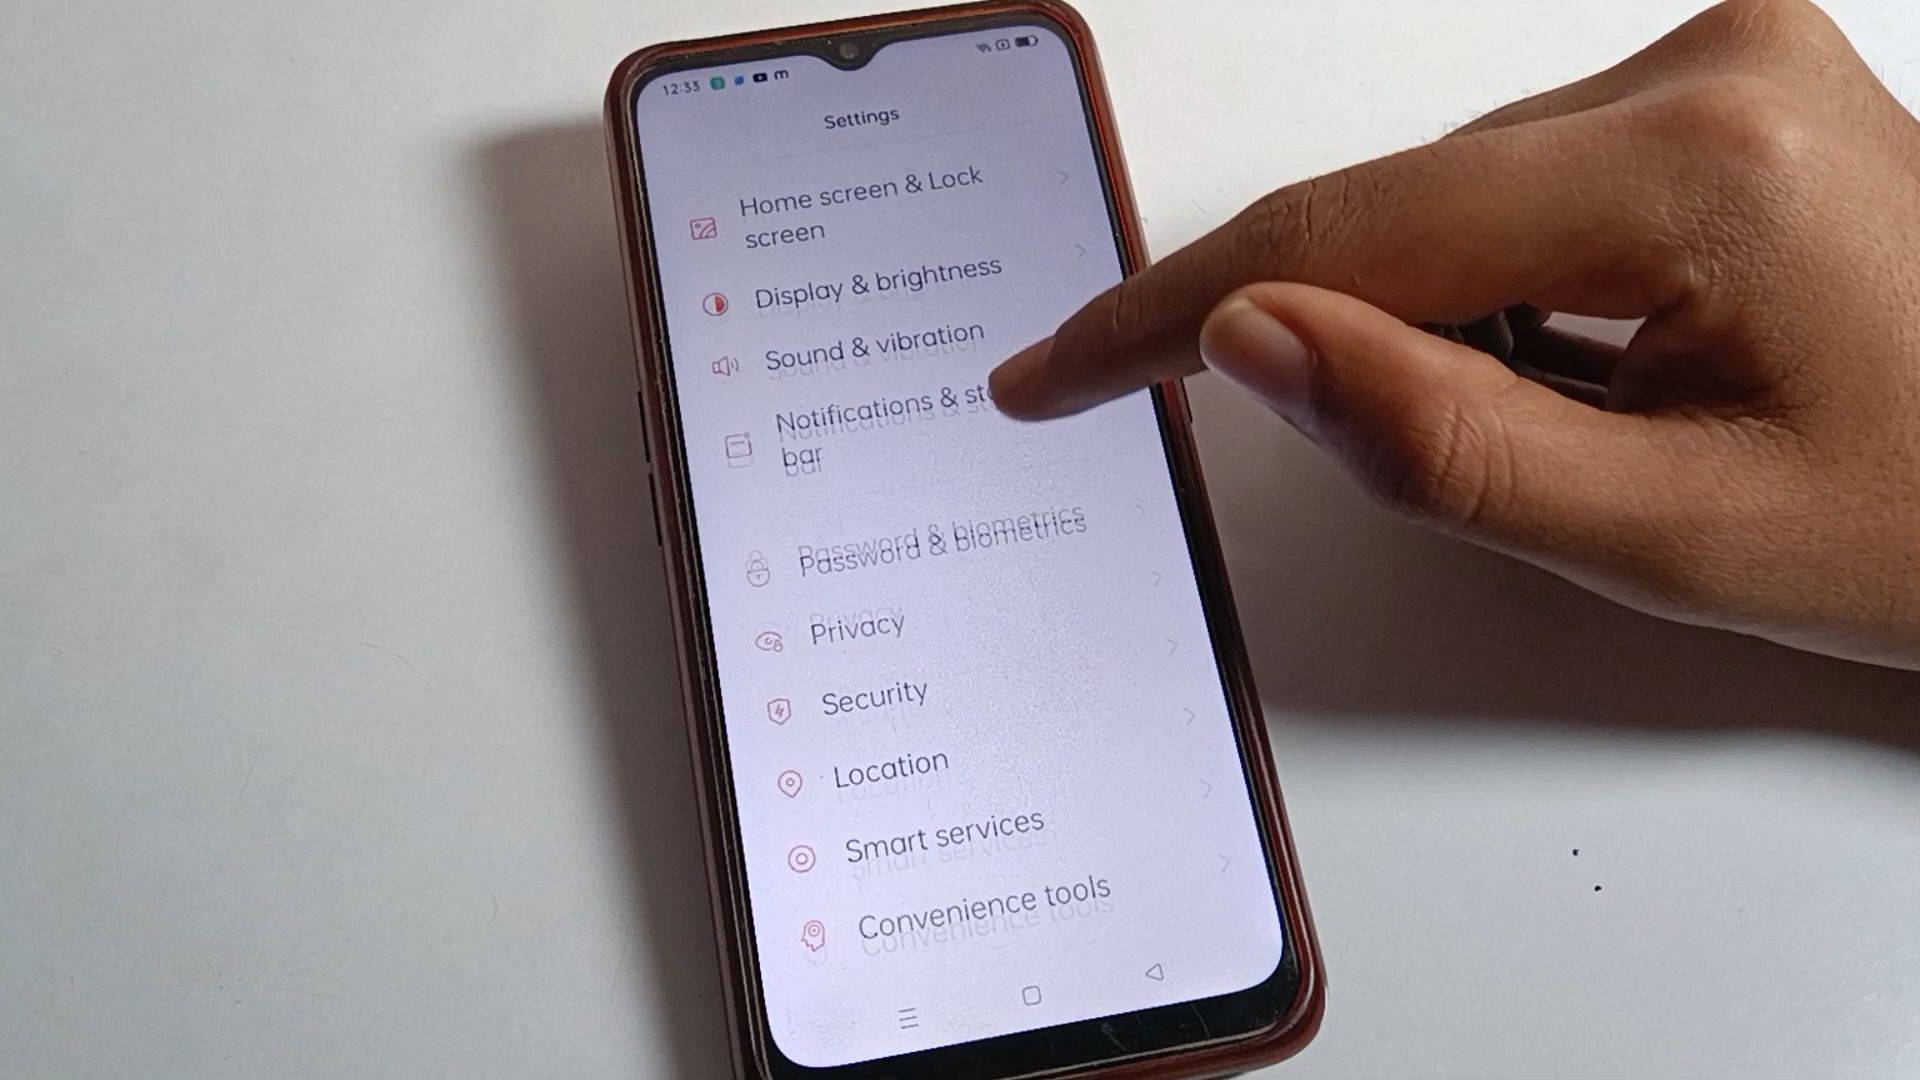 12:33
Settings
Home screen & Lock
screen
Display & brightness
Sound & vibration
Notifications &
bar
Password & biometrics
Privacy
Security
Location
Smart services
Convenience tools